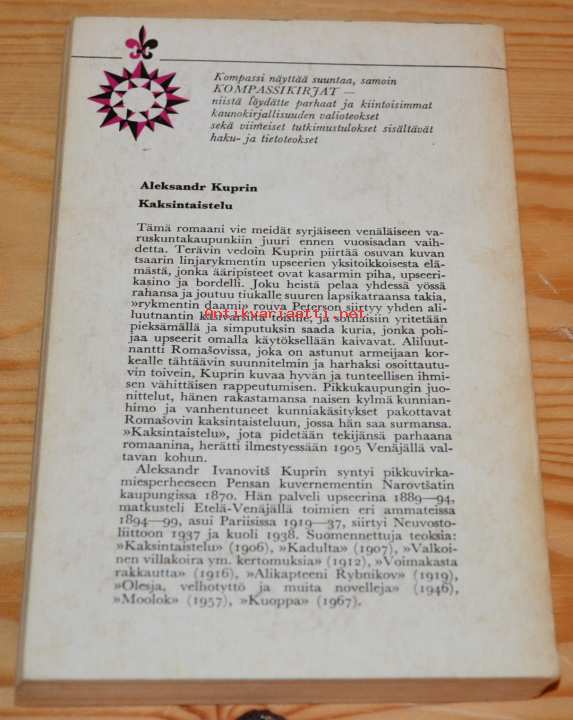 Kompassi näyttää suuntaa, samoin
KOMPASSIKIRJAT —
niistä löydätte parhaat ja kiintoisimmat
kaunokirjallisuuden valioteokset
sekä viimeiset tutkimustulokset sisältävät
haku- ja tietoteokset
Aleksandr Kuprin
Kaksintaistelu
Tämä romaani vie meidät syrjäiseen venäläiseen va-
ruskuntakaupunkiin juuri ennen vuosisadan vaih-
detta. Terävin vedoin Kuprin piirtää osuvan kuvan
tsaarin linjarykmentin upseerien yksitoikkoisesta elä-
mästä, jonka ääripisteet ovat kasarmin piha, upseeri-
kasino ja bordelli. Joku heistä pelaa yhdessä yössä
rahansa ja joutuu tiukalle suuren lapsikatraansa takia,
»rykmentin daami» rouva Peterson siirtyy yhden ali-
luutnantin käsivarsilta toisille, ja sotilaisiin yritetään
antikvariaatti.net
pieksämällä ja simputuksin saada kuria, jonka poh-
jaa upseerit omalla käytöksellään kaivavat. Aliluut-
nantti Romašovissa, joka on astunut armeijaan kor-
kealle tähtäävin suunnitelmin ja harhaksi osoittautu-
vin toivein, Kuprin kuvaa hyvän ja tunteellisen ihmi-
sen vähittäisen rappeutumisen. Pikkukaupungin juo-
nittelut, hänen rakastamansa naisen kylmä kunnian-
himo ja vanhentuneet kunniakäsitykset pakottavat
Romašovin kaksintaisteluun, jossa hän saa surmansa.
»Kaksintaistelu», jota pidetään tekijänsä parhaana
romaanina, herätti ilmestyessään 1905 Venäjällä val-
tavan kohun.
Aleksandr Ivanovitš Kuprin syntyi pikkuvirka-
miesperheeseen Pensan kuvernementin Narovtšatin
kaupungissa 1870. Hän palveli upseerina 1889—94,
matkusteli Etelä-Venäjällä toimien eri ammateissa
1894—99, asui Pariisissa 1919—37, siirtyi Neuvosto-
liittoon 1937 ja kuoli 1938. Suomennettuja teoksia:
»Kaksintaistelu» (1906), »Kadulta» (1907), »Valkoi-
nen villakoira ym. kertomuksia» (1912), »Voimakasta
rakkautta» (1916), »Alikapteeni Rybnikov» (1919),
»Olesja, velhotyttö ja muita novelleja» (1946),
»Moolok» (1957), »Kuoppa» (1967).